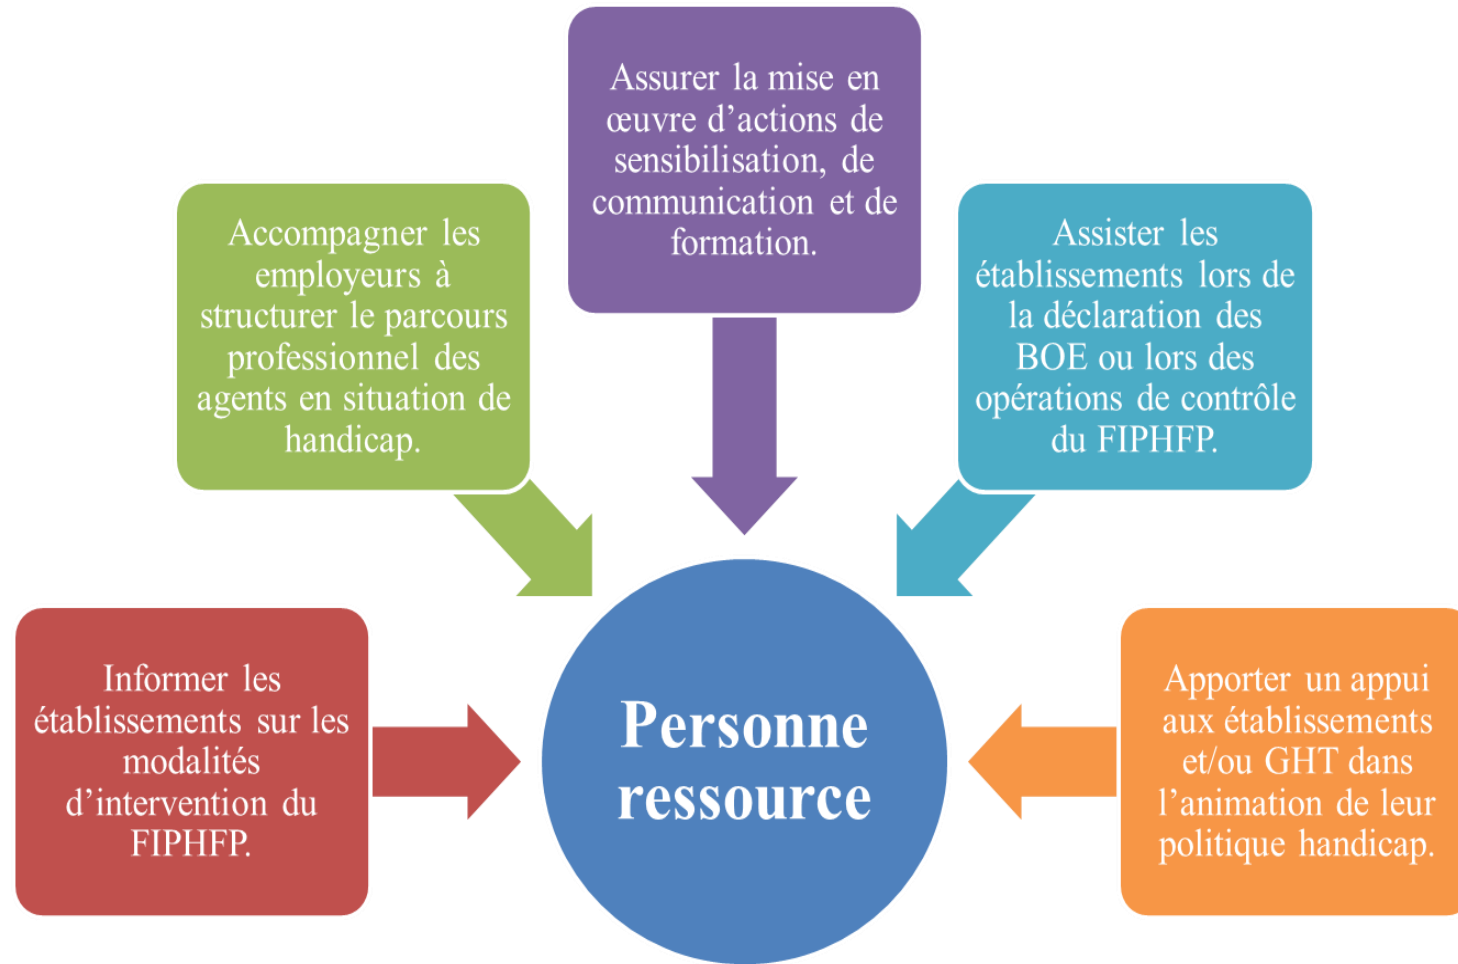 Assurer la mise en
œuvre d’actions de
sensibilisation, de
communication et de
formation.
Accompagner les
employeurs à
structurer le parcours
professionnel des
agents en situation de
handicap.
Assister les
établissements lors de
la déclaration des
BOE ou lors des
opérations de contrôle
du FIPHFP.
Informer les
établissements sur les
modalités
d’intervention du
FIPHFP.
Personne
ressource
Apporter un appui
aux établissements
et/ou GHT dans
l’animation de leur
politique handicap.